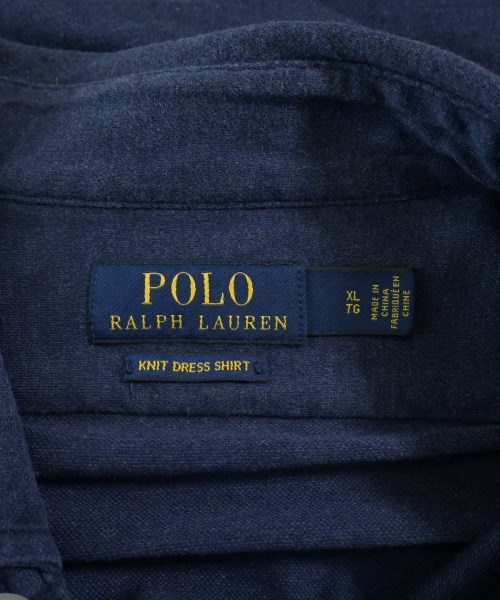 POLO
RALPH LAUREN
XL
TG
MADE IN
CHINA
FABRIQUÉ EN
CHINE
KNIT DRESS SHIRT